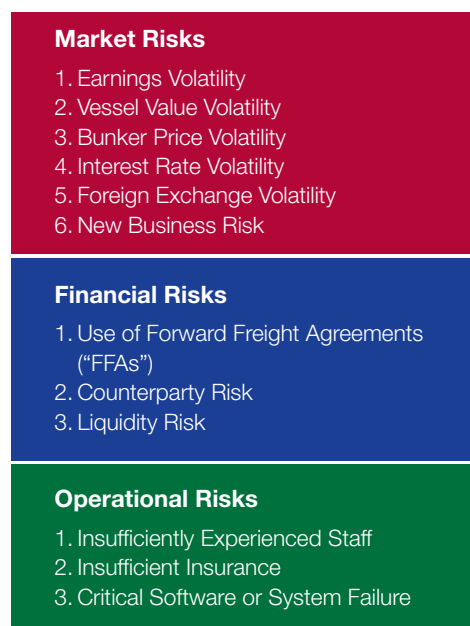 Market Risks
1. Earnings Volatility
2. Vessel Value Volatility
3. Bunker Price Volatility
4. Interest Rate Volatility
5. Foreign Exchange Volatility
6. New Business Risk
Financial Risks
1. Use of Forward Freight Agreements
(“FFAs”)
2. Counterparty Risk
3. Liquidity Risk
Operational Risks
1. Insufficiently Experienced Staff
2. Insufficient Insurance
3. Critical Software or System Failure